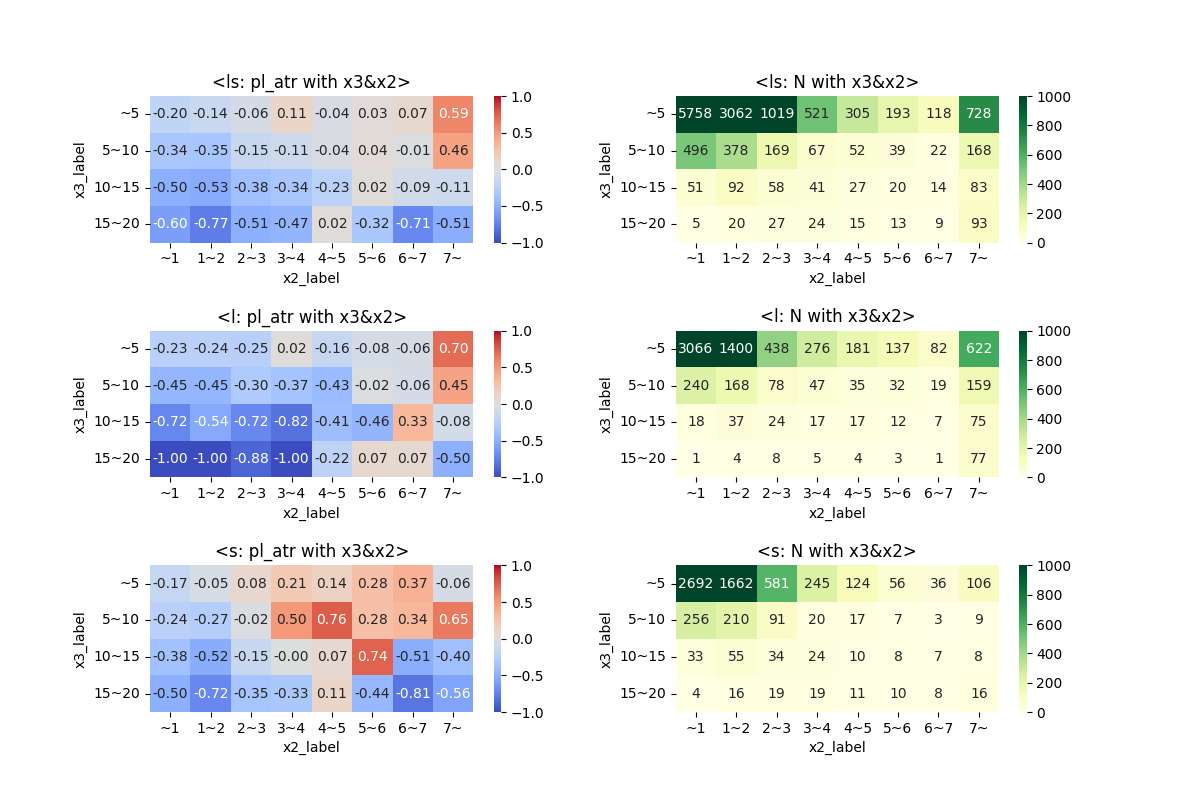 <ls: pl_atr with x3&x2>
x3_label
~5 -0.20 -0.14 -0.06 0.11 -0.04 0.03 0.07 0.59
5~10 -0.34 -0.35 -0.15 -0.11 -0.04 0.04 -0.01 0.46
10~15 -0.50 -0.53 -0.38 -0.34 -0.23 0.02 -0.09 -0.11
15~20 -0.60 -0.77 -0.51 -0.47 0.02 -0.32 -0.71 -0.51
~1 1~2 2~3 3~4 4~5 5~6 6~7 7~
x2_label
1.0
0.5
0.0
−0.5
−1.0
<ls: N with x3&x2>
x3_label
~5 5758 3062 1019 521 305 193 118 728
5~10 496 378 169 67 52 39 22 168
10~15 51 92 58 41 27 20 14 83
15~20 5 20 27 24 15 13 9 93
~1 1~2 2~3 3~4 4~5 5~6 6~7 7~
x2_label
1000
800
600
400
200
0
<l: pl_atr with x3&x2>
x3_label
~5 -0.23 -0.24 -0.25 0.02 -0.16 -0.08 -0.06 0.70
5~10 -0.45 -0.45 -0.30 -0.37 -0.43 -0.02 -0.06 0.45
10~15 -0.72 -0.54 -0.72 -0.82 -0.41 -0.46 0.33 -0.08
15~20 -1.00 -1.00 -0.88 -1.00 -0.22 0.07 0.07 -0.50
~1 1~2 2~3 3~4 4~5 5~6 6~7 7~
x2_label
1.0
0.5
0.0
−0.5
−1.0
<l: N with x3&x2>
x3_label
~5 3066 1400 438 276 181 137 82 622
5~10 240 168 78 47 35 32 19 159
10~15 18 37 24 17 17 12 7 75
15~20 1 4 8 5 4 3 1 77
~1 1~2 2~3 3~4 4~5 5~6 6~7 7~
x2_label
1000
800
600
400
200
0
<s: pl_atr with x3&x2>
x3_label
~5 -0.17 -0.05 0.08 0.21 0.14 0.28 0.37 -0.06
5~10 -0.24 -0.27 -0.02 0.50 0.76 0.28 0.34 0.65
10~15 -0.38 -0.52 -0.15 -0.00 0.07 0.74 -0.51 -0.40
15~20 -0.50 -0.72 -0.35 -0.33 0.11 -0.44 -0.81 -0.56
~1 1~2 2~3 3~4 4~5 5~6 6~7 7~
x2_label
1.0
0.5
0.0
−0.5
−1.0
<s: N with x3&x2>
x3_label
~5 2692 1662 581 245 124 56 36 106
5~10 256 210 91 20 17 7 3 9
10~15 33 55 34 24 10 8 7 8
15~20 4 16 19 19 11 10 8 16
~1 1~2 2~3 3~4 4~5 5~6 6~7 7~
x2_label
1000
800
600
400
200
0